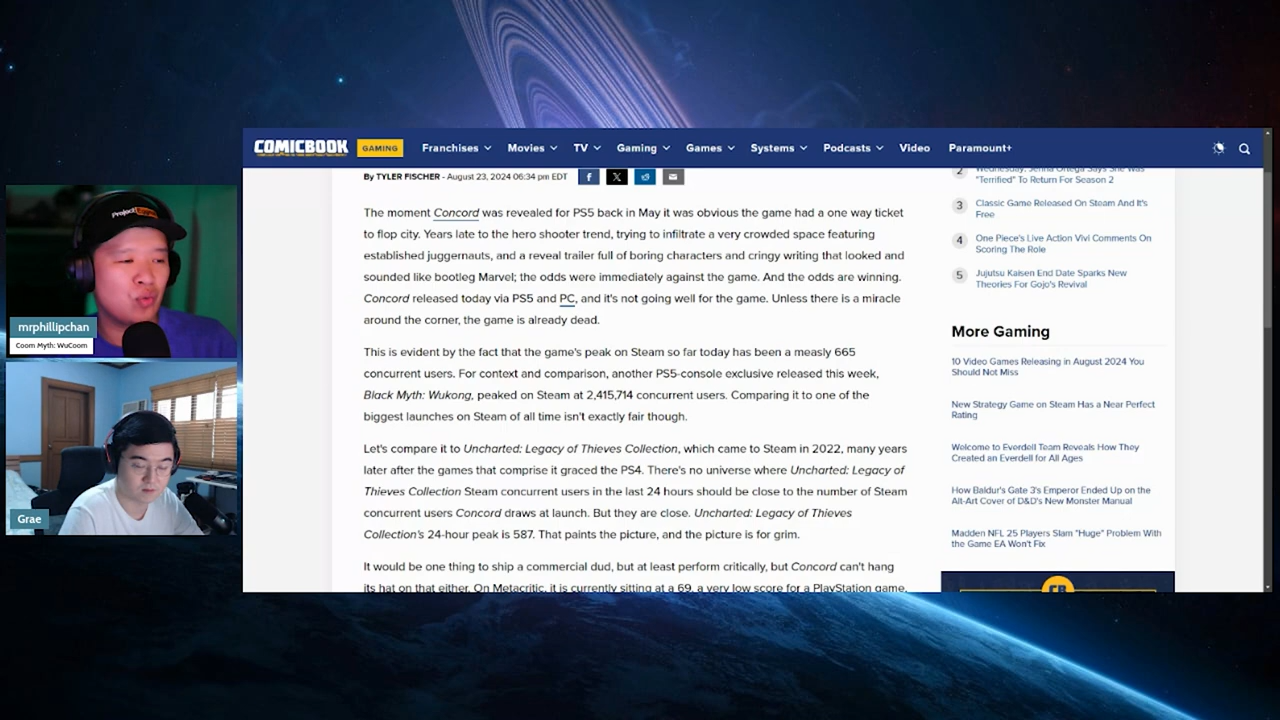 COMICBOOK
GAMING
Franchises
Movies
TV
Gaming
Games
Systems
Podcasts
Video
Paramount+
By TYLER FISCHER - August 23, 2024 06:34 pm EDT
The moment Concord was revealed for PS5 back in May it was obvious the game had a one way ticket
to flop city. Years late to the hero shooter trend, trying to infiltrate a very crowded space featuring
established juggernauts, and a reveal trailer full of boring characters and cringy writing that looked and
sounded like bootleg Marvel; the odds were immediately against the game. And the odds are winning.
Concord released today via PS5 and PC, and it's not going well for the game. Unless there is a miracle
around the corner, the game is already dead.
This is evident by the fact that the game's peak on Steam so far today has been a measly 665
concurrent users. For context and comparison, another PS5-console exclusive released this week,
Black Myth: Wukong, peaked on Steam at 2,415,714 concurrent users. Comparing it to one of the
biggest launches on Steam of all time isn't exactly fair though.
Let's compare it to Uncharted: Legacy of Thieves Collection, which came to Steam in 2022, many years
later after the games that comprise it graced the PS4. There's no universe where Uncharted: Legacy of
Thieves Collection Steam concurrent users in the last 24 hours should be close to the number of Steam
concurrent users Concord draws at launch. But they are close. Uncharted: Legacy of Thieves
Collection's 24-hour peak is 587. That paints the picture, and the picture is for grim.
It would be one thing to ship a commercial dud, but at least perform critically, but Concord can't hang
its hat on that either. On Metacritic, it is currently sitting at a 69, a very low score for a PlayStation game,
2
Wednesday: Jenna Ortega Says She Was
"Terrified" To Return For Season 2
3
Classic Game Released On Steam And It's
Free
4
One Piece's Live Action Vivi Comments On
Scoring The Role
5
Jujutsu Kaisen End Date Sparks New
Theories For Gojo's Revival
More Gaming
10 Video Games Releasing in August 2024 You
Should Not Miss
New Strategy Game on Steam Has a Near Perfect
Rating
Welcome to Everdell Team Reveals How They
Created an Everdell for All Ages
How Baldur's Gate 3's Emperor Ended Up on the
Alt-Art Cover of D&D's New Monster Manual
Madden NFL 25 Players Slam "Huge" Problem With
the Game EA Won't Fix
mrphillipchan
Coom Myth: WuCoom
Grae